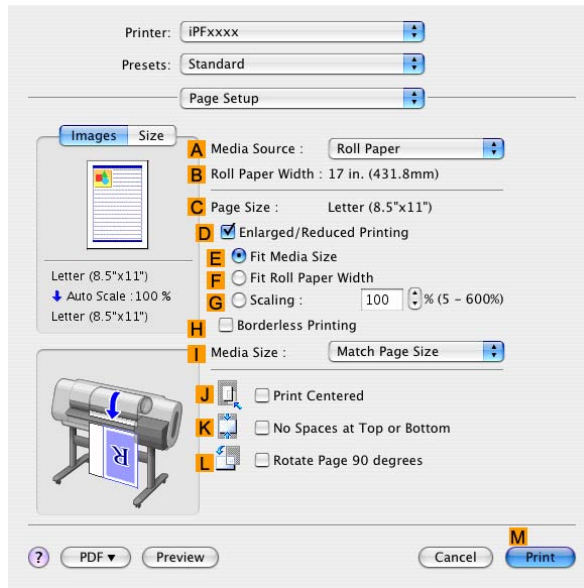 Printer: iPFxxxx
Presets: Standard
Page Setup
Images Size
A Media Source : Roll Paper
B Roll Paper Width : 17 in. (431.8mm)
C Page Size : Letter (8.5"x11")
D Enlarged/Reduced Printing
E Fit Media Size
F Fit Roll Paper Width
G Scaling : 100 % (5 - 600%)
H Borderless Printing
I Media Size : Match Page Size
Letter (8.5"x11")
Auto Scale :100 %
Letter (8.5"x11")
J Print Centered
K No Spaces at Top or Bottom
L Rotate Page 90 degrees
R
M
? PDF▼ Preview Cancel Print